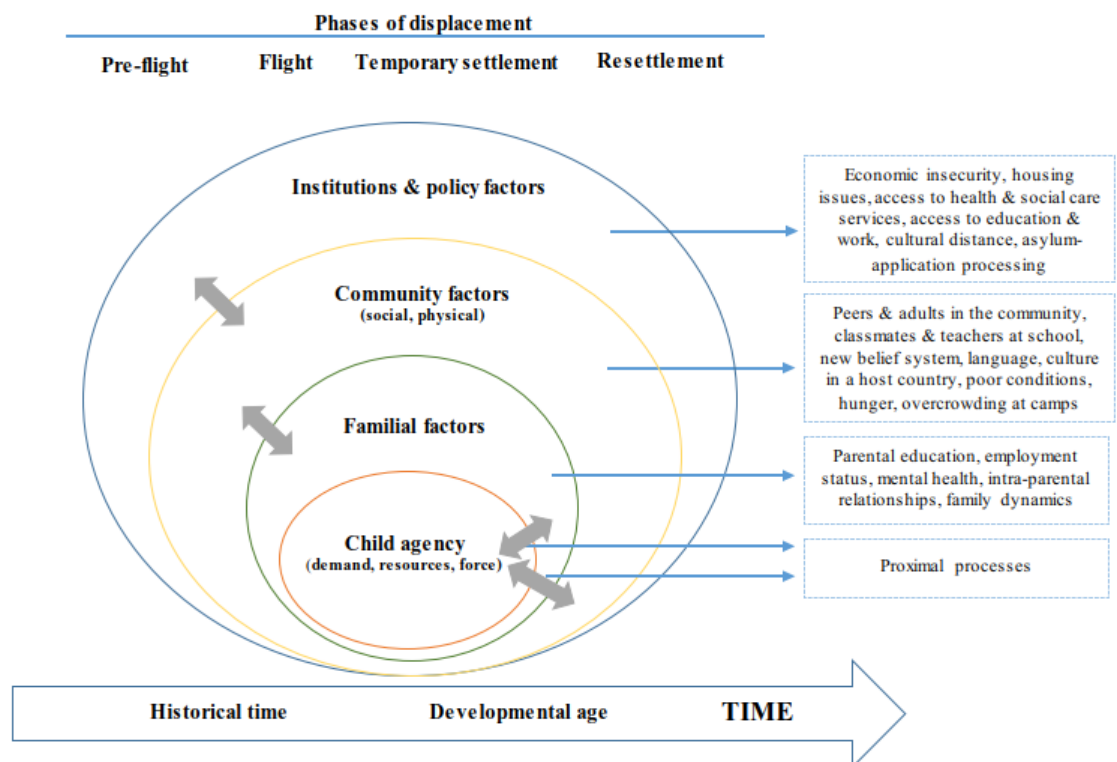 Phases of displacement
Pre-flight
Flight
Temporary settlement
Resettlement
Institutions & policy factors
Community factors
(social, physical)
Familial factors
Child agency
(demand, resources, force)
Economic insecurity, housing
issues, access to health & social care
services, access to education &
work, cultural distance, asylum-
application processing
Peers & adults in the community,
classmates & teachers at school,
new belief system, language, culture
in a host country, poor conditions,
hunger, overcrowding at camps
Parental education, employment
status, mental health, intra-parental
relationships, family dynamics
Proximal processes
Historical time
Developmental age
TIME